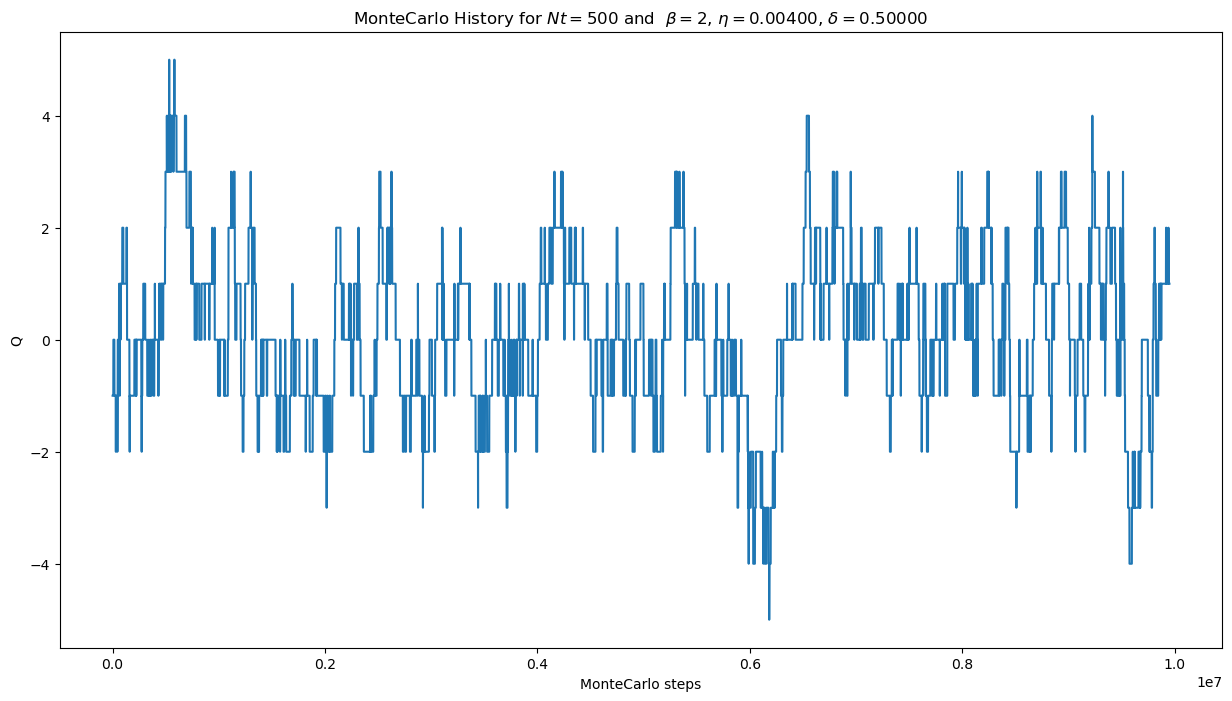 MonteCarlo History for Nt = 500 and β = 2, η = 0.00400, δ = 0.50000
Q
4
2
0
−2
−4
0.0 0.2 0.4 0.6 0.8 1.0
1e7
MonteCarlo steps